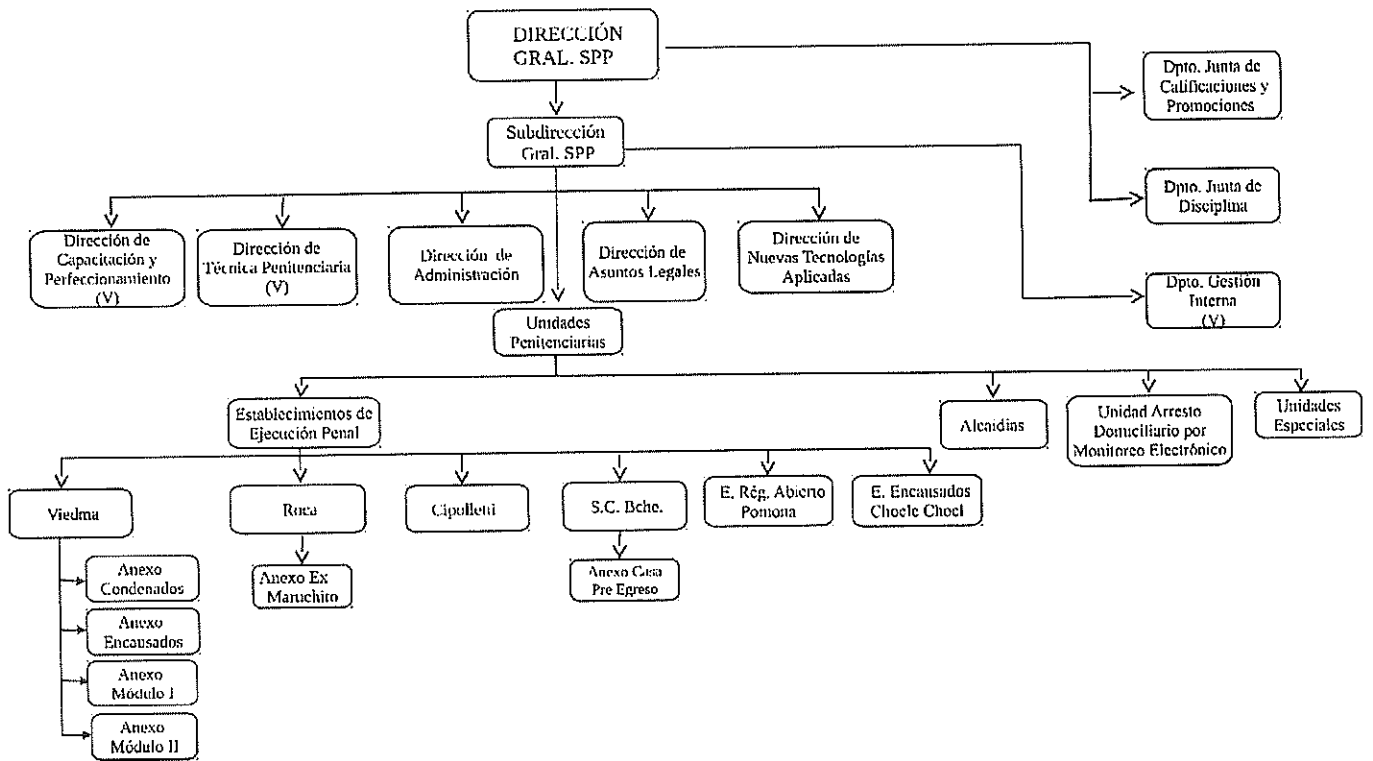 DIRECCIÓN
GRAL. SPP
Dpto. Junta de
Calificaciones y
Promociones
Subdirección
Gral. SPP
Dpto. Junta de
Disciplina
Dirección de
Capacitación y
Perfeccionamiento
(V)
Dirección de
Técnica Penitenciaria
(V)
Dirección de
Administración
Dirección de
Asuntos Legales
Dirección de
Nuevas Tecnologías
Aplicadas
Dpto. Gestión
Interna
(V)
Unidades
Penitenciarias
Establecimientos de
Ejecución Penal
Alcaidias
Unidad Arresto
Domiciliario por
Monitoreo Electrónico
Unidades
Especiales
Viedma
Roca
Cipolletti
S.C. Bche.
E. Rég. Abierto
Pomona
E. Encausados
Choele Choel
Anexo
Condenados
Anexo
Encausados
Anexo
Módulo I
Anexo
Módulo II
Anexo Ex
Maruchito
Anexo Casa
Pre Egreso